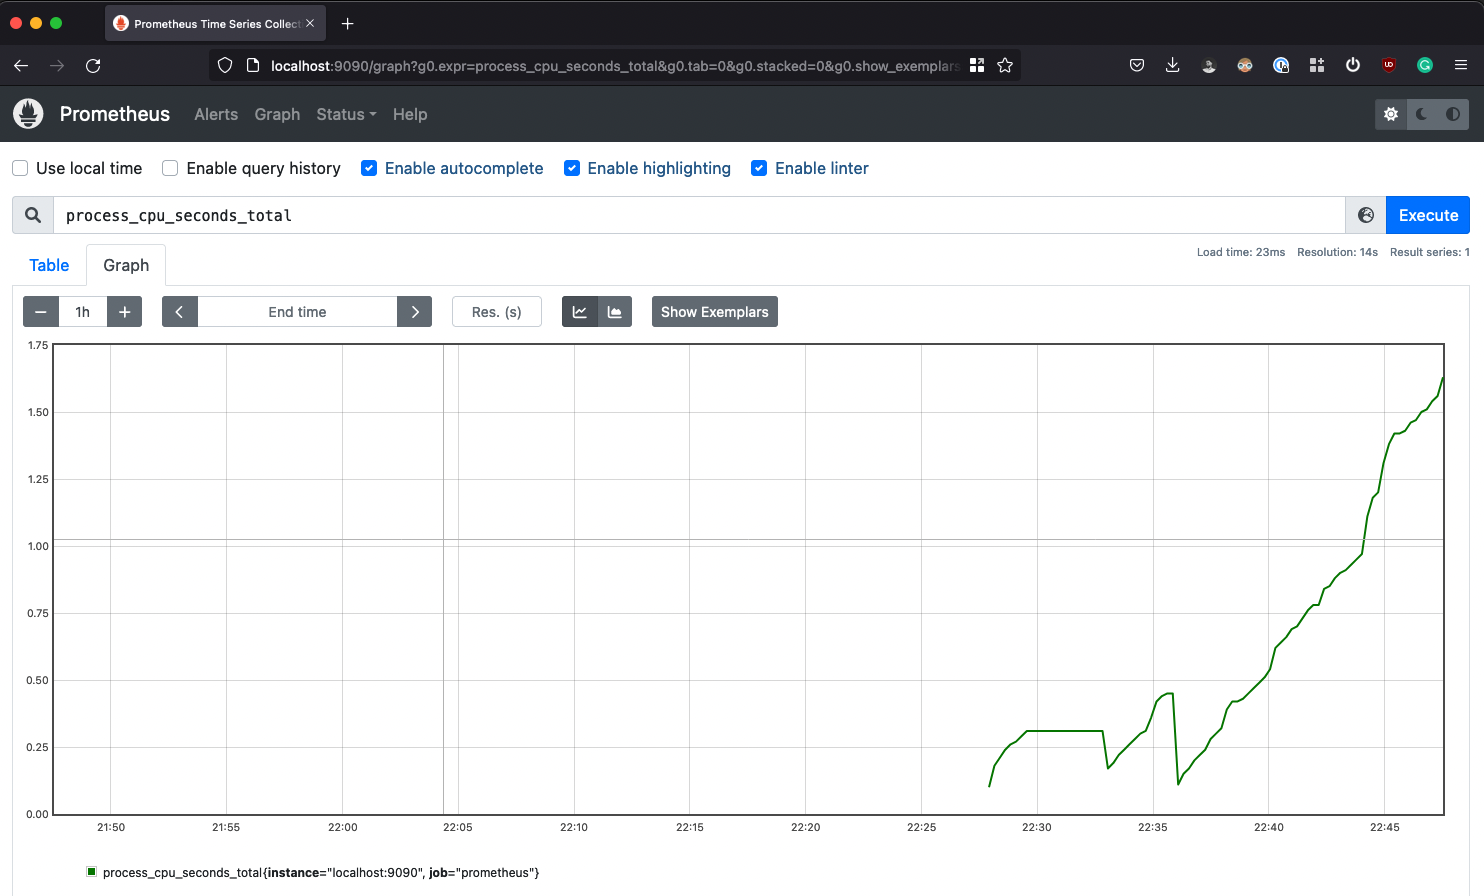 Prometheus Time Series Collect
localhost:9090/graph?g0.expr=process_cpu_seconds_total&g0.tab=0&g0.stacked=0&g0.show_exemplars
Prometheus Alerts Graph Status Help
Use local time Enable query history Enable autocomplete Enable highlighting Enable linter
process_cpu_seconds_total Execute
Load time: 23ms Resolution: 14s Result series: 1
Table Graph
1h End time Res. (s) Show Exemplars
1.75
1.50
1.25
1.00
0.75
0.50
0.25
0.00
21:50 21:55 22:00 22:05 22:10 22:15 22:20 22:25 22:30 22:35 22:40 22:45
process_cpu_seconds_total{instance="localhost:9090", job="prometheus"}